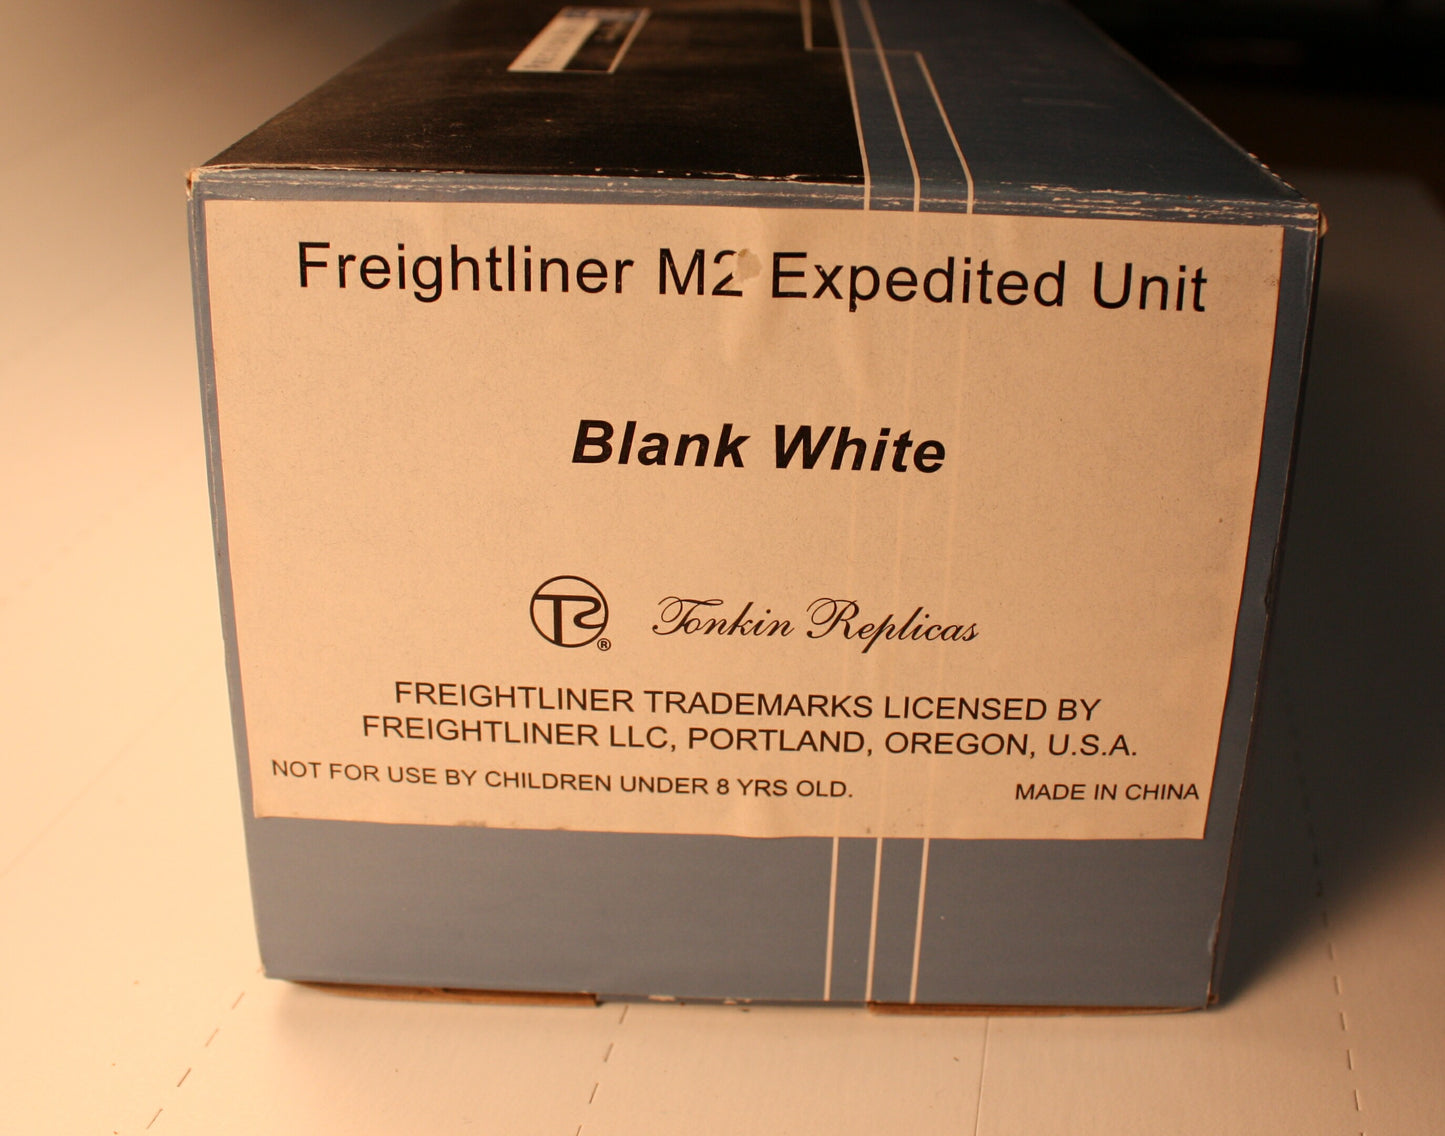 Freightliner M2 Expedited Unit
Blank White
TR® Tonkin Replicas
FREIGHTLINER TRADEMARKS LICENSED BY
FREIGHTLINER LLC, PORTLAND, OREGON, U.S.A.
NOT FOR USE BY CHILDREN UNDER 8 YRS OLD. MADE IN CHINA